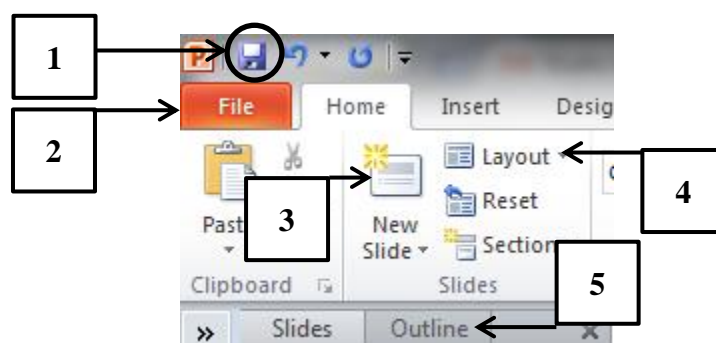 1
P
File Home Insert Desig
2
Layout
4
3
Reset
Past
New
Slide
Section
5
Clipboard Slides
» Slides Outline x